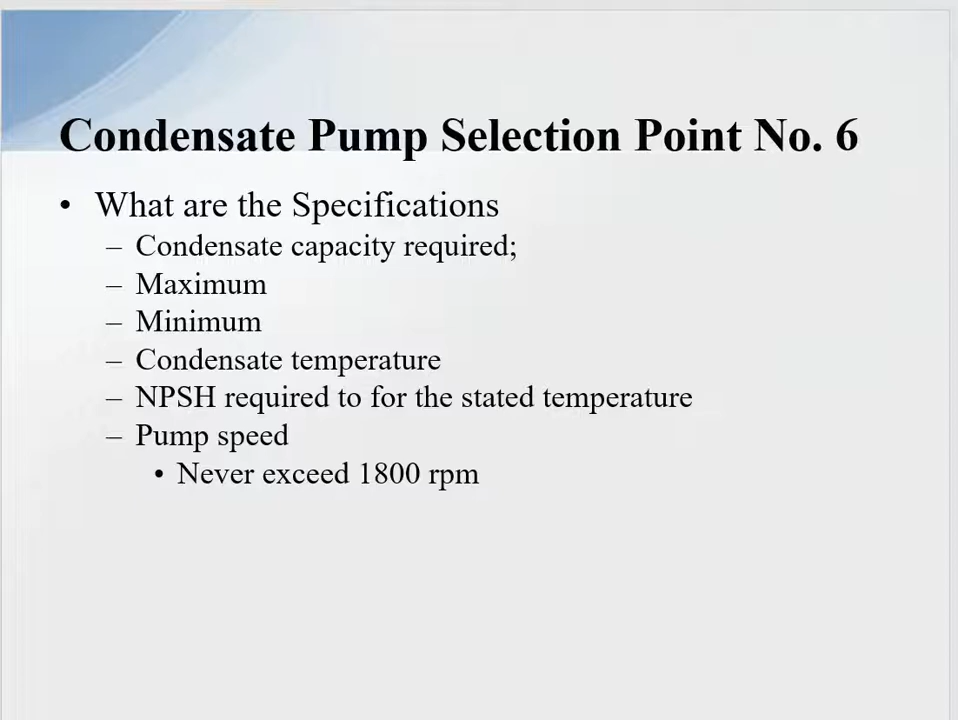 Condensate Pump Selection Point No. 6
• What are the Specifications
– Condensate capacity required;
– Maximum
– Minimum
– Condensate temperature
– NPSH required to for the stated temperature
– Pump speed
• Never exceed 1800 rpm